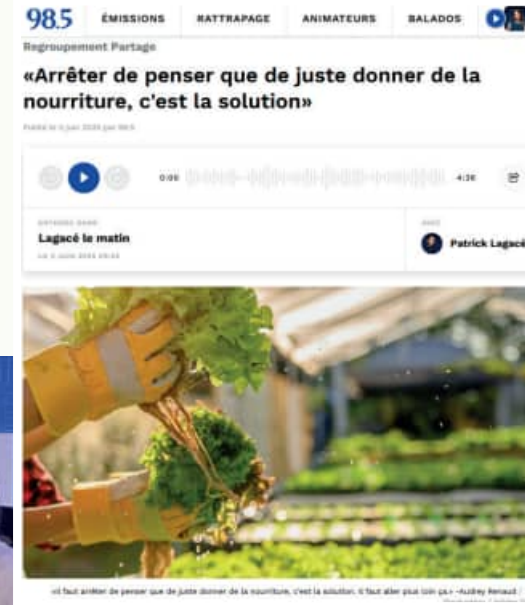 98.5 ÉMISSIONS RATTRAPAGE ANIMATEURS BALADOS
Regroupement Partage
«Arrêter de penser que de juste donner de la
nourriture, c'est la solution»
0:00 4:36
Lagacé le matin
Patrick Lagacé
«Il faut arrêter de penser que de juste donner de la nourriture, c'est la solution. Il faut aller plus loin ça.» -Audrey Renaud